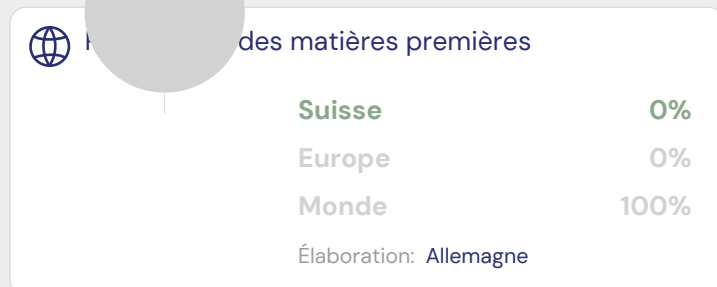 des matières premières
Suisse 0%
Europe 0%
Monde 100%
Élaboration: Allemagne